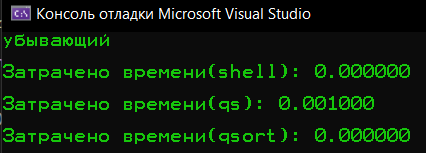 Консоль отладки Microsoft Visual Studio
убывающий
Затрачено времени(shell): 0.000000
Затрачено времени(qs): 0.001000
Затрачено времени(qsort): 0.000000